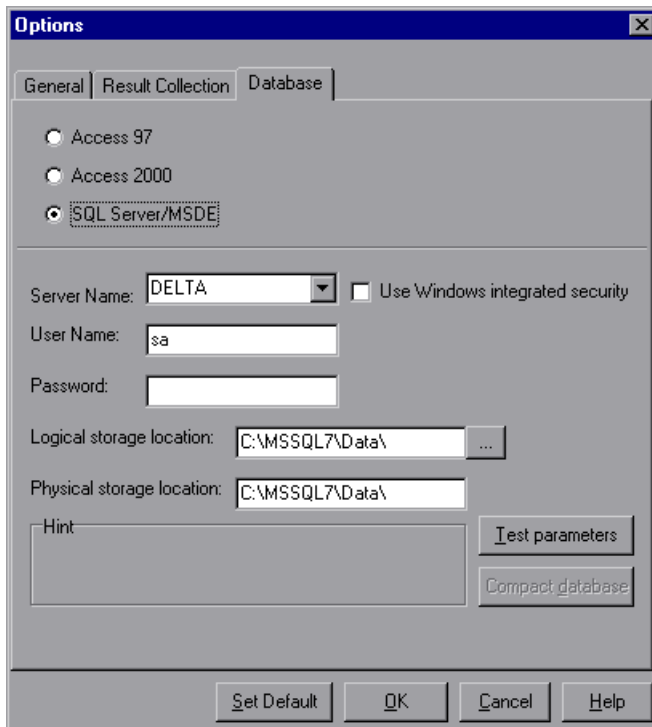 Options
General Result Collection Database
Access 97
Access 2000
SQL Server/MSDE
Server Name: DELTA Use Windows integrated security
User Name: sa
Password:
Logical storage location: C:\MSSQL7\Data\ ...
Physical storage location: C:\MSSQL7\Data\
Hint
Test parameters
Compact database
Set Default OK Cancel Help